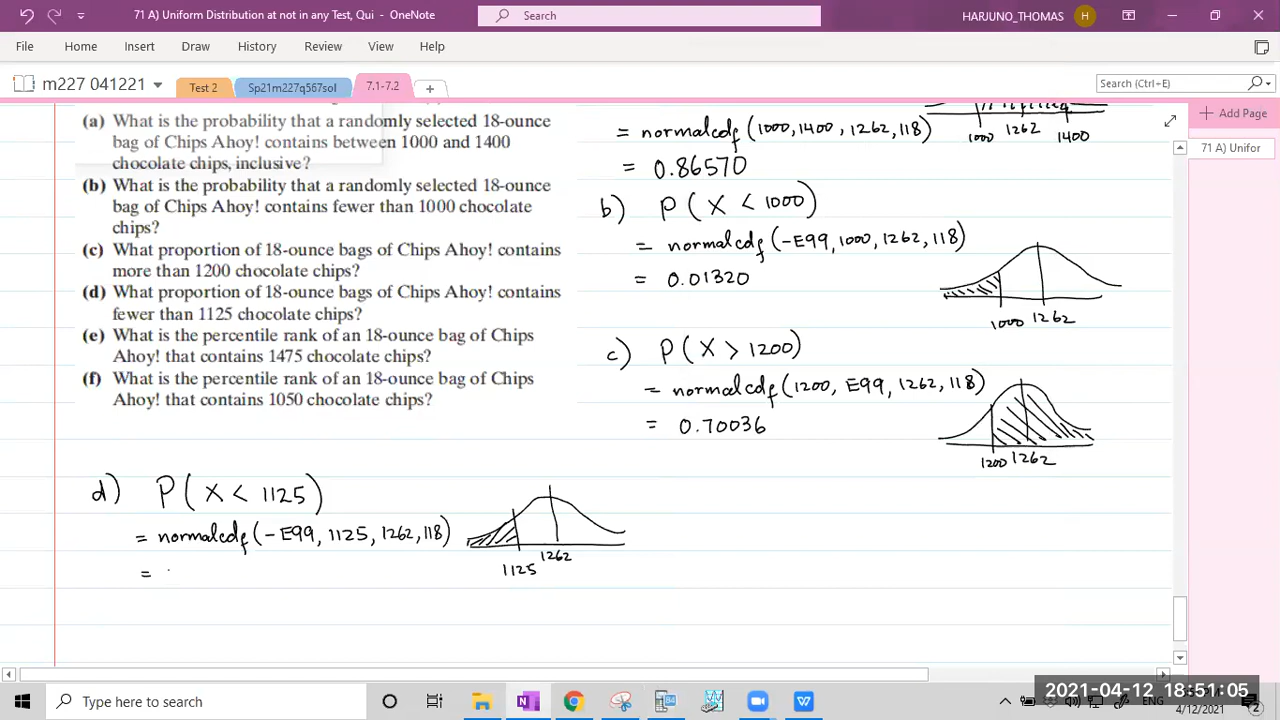 71 A) Uniform Distribution at not in any Test, Qui - OneNote
Search
HARJUNO_THOMAS
H
File Home Insert Draw History Review View Help
m227 041221
Test 2
Sp21m227q567sol
7.1-7.2
Search (Ctrl+E)
Add Page
71 A) Unifor
(a) What is the probability that a randomly selected 18-ounce
bag of Chips Ahoy! contains between 1000 and 1400
chocolate chips, inclusive?
(b) What is the probability that a randomly selected 18-ounce
bag of Chips Ahoy! contains fewer than 1000 chocolate
chips?
(c) What proportion of 18-ounce bags of Chips Ahoy! contains
more than 1200 chocolate chips?
(d) What proportion of 18-ounce bags of Chips Ahoy! contains
fewer than 1125 chocolate chips?
(e) What is the percentile rank of an 18-ounce bag of Chips
Ahoy! that contains 1475 chocolate chips?
(f) What is the percentile rank of an 18-ounce bag of Chips
Ahoy! that contains 1050 chocolate chips?
= normalcdf (1000, 1400, 1262, 118)
1000 1262 1400
= 0.86570
b) P( X < 1000)
= normalcdf (-E99, 1000, 1262, 118)
= 0.01320
1000 1262
c) P( X > 1200)
= normalcdf (1200, E99, 1262, 118)
= 0.70036
1200 1262
d) P( X < 1125)
= normalcdf (-E99, 1125, 1262, 118)
1125 1262
=
Type here to search
2021-04-12 18:51:05
4/12/2021